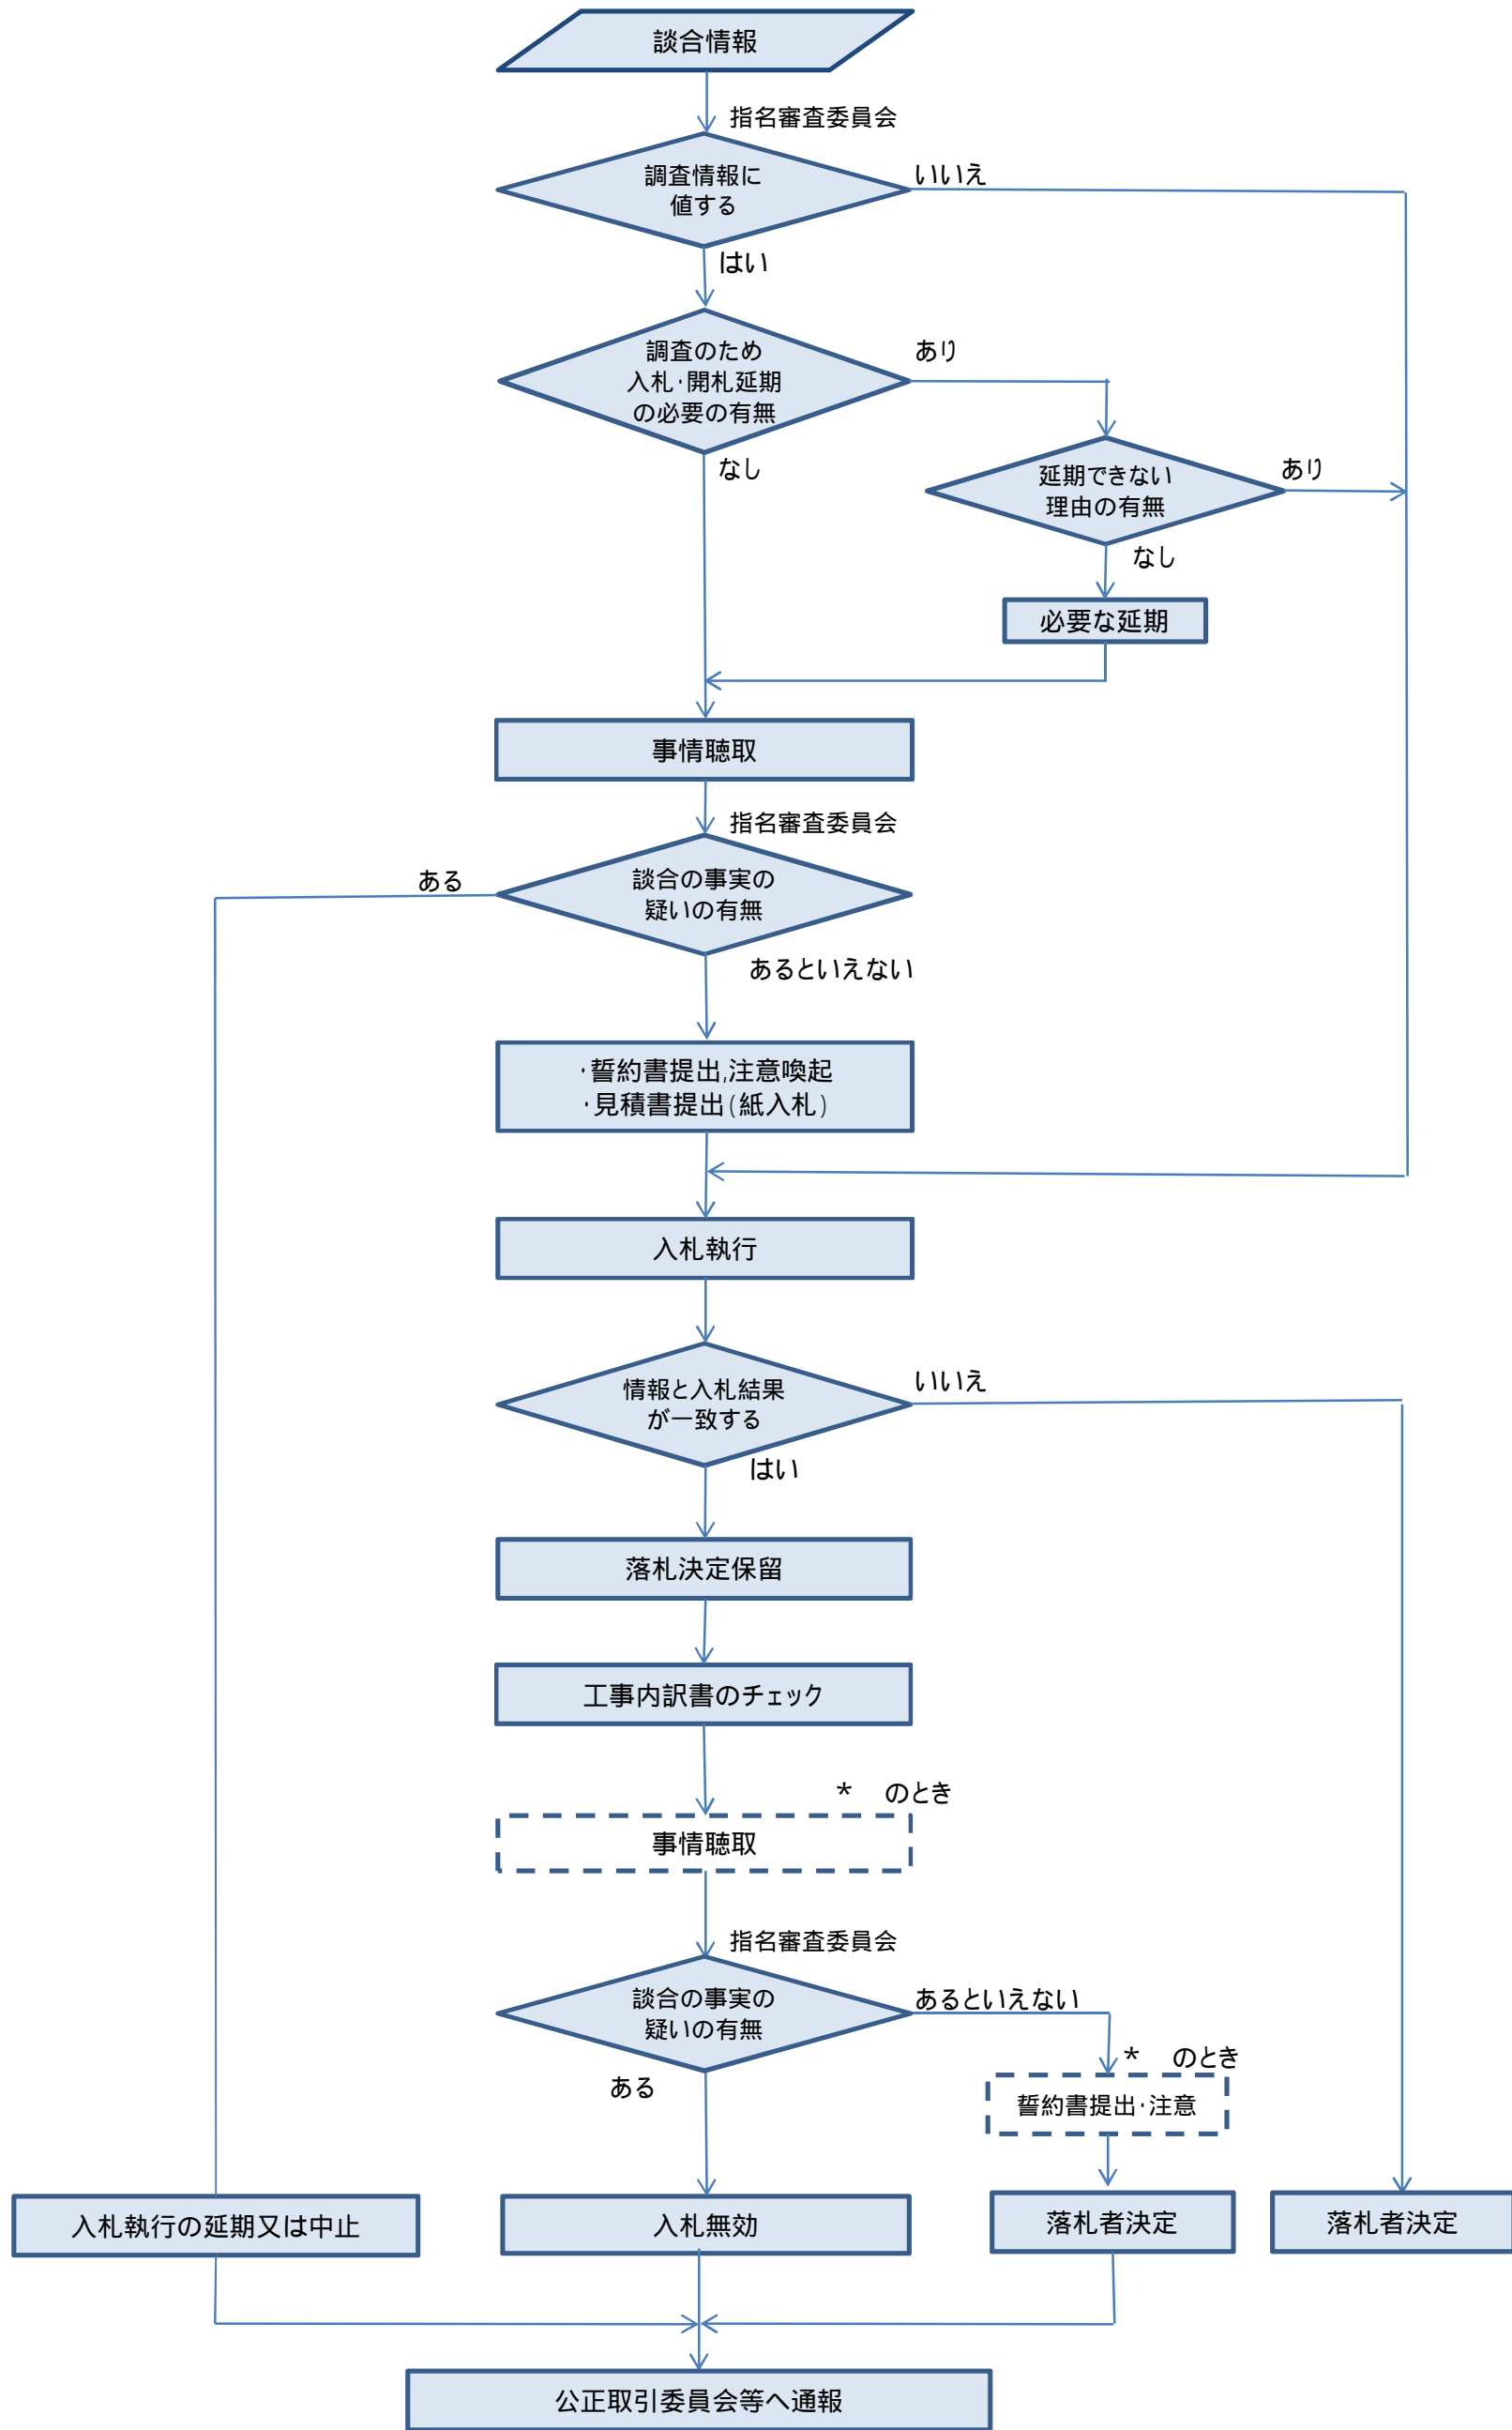 談合情報
指名審査委員会
調査情報に
値する
いいえ
はい
調査のため
入札・開札延期
の必要の有無
あり
なし
延期できない
理由の有無
あり
なし
必要な延期
事情聴取
指名審査委員会
談合の事実の
疑いの有無
ある
あるといえない
・誓約書提出,注意喚起
・見積書提出(紙入札)
入札執行
情報と入札結果
が一致する
いいえ
はい
落札決定保留
工事内訳書のチェック
* のとき
事情聴取
指名審査委員会
談合の事実の
疑いの有無
あるといえない
ある
* のとき
誓約書提出・注意
入札執行の延期又は中止
入札無効
落札者決定
落札者決定
公正取引委員会等へ通報